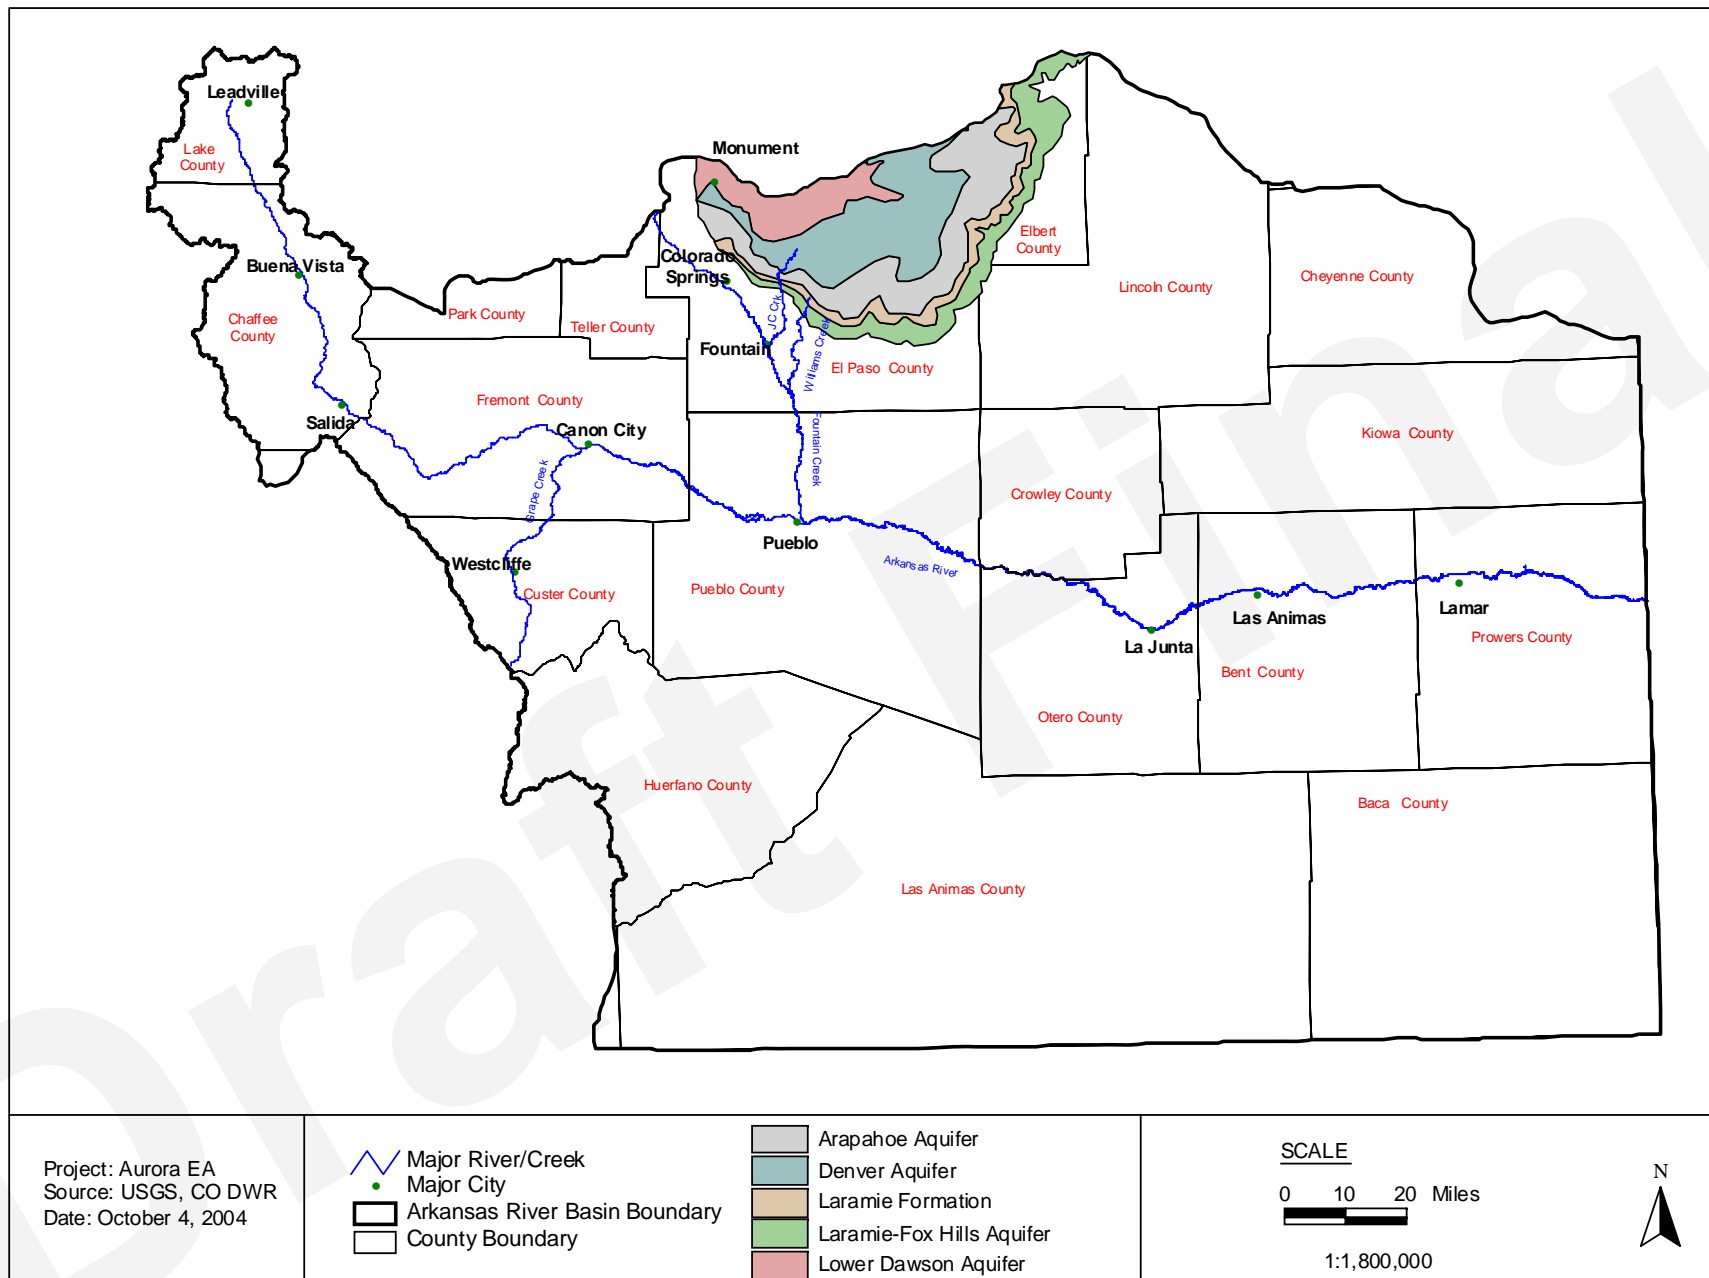 Draft Final
Leadville
Lake
County
Monument
Buena Vista
Colorado
Springs
Elbert
County
Cheyenne County
Lincoln County
Chaffee
County
Park County
Teller County
JC Crk
Williams Creek
Fountain
El Paso County
Fremont County
Salida
Canon City
Fountain Creek
Kiowa County
Grape Creek
Crowley County
Pueblo
Arkansas River
Westcliffe
Custer County
Pueblo County
Las Animas
Lamar
La Junta
Prowers County
Bent County
Otero County
Huerfano County
Baca County
Las Animas County
Project: Aurora EA
Source: USGS, CO DWR
Date: October 4, 2004
Major River/Creek
Major City
Arkansas River Basin Boundary
County Boundary
Arapahoe Aquifer
Denver Aquifer
Laramie Formation
Laramie-Fox Hills Aquifer
Lower Dawson Aquifer
SCALE
0 10 20 Miles
1:1,800,000
N